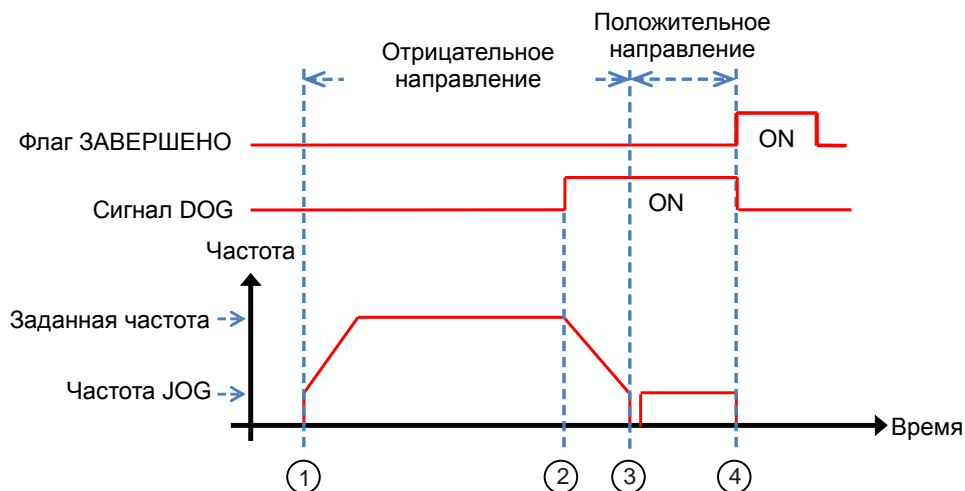 Отрицательное
направление
Положительное
направление
Флаг ЗАВЕРШЕНО
ON
Сигнал DOG
ON
Частота
Заданная частота
Частота JOG
Время
1
2
3
4